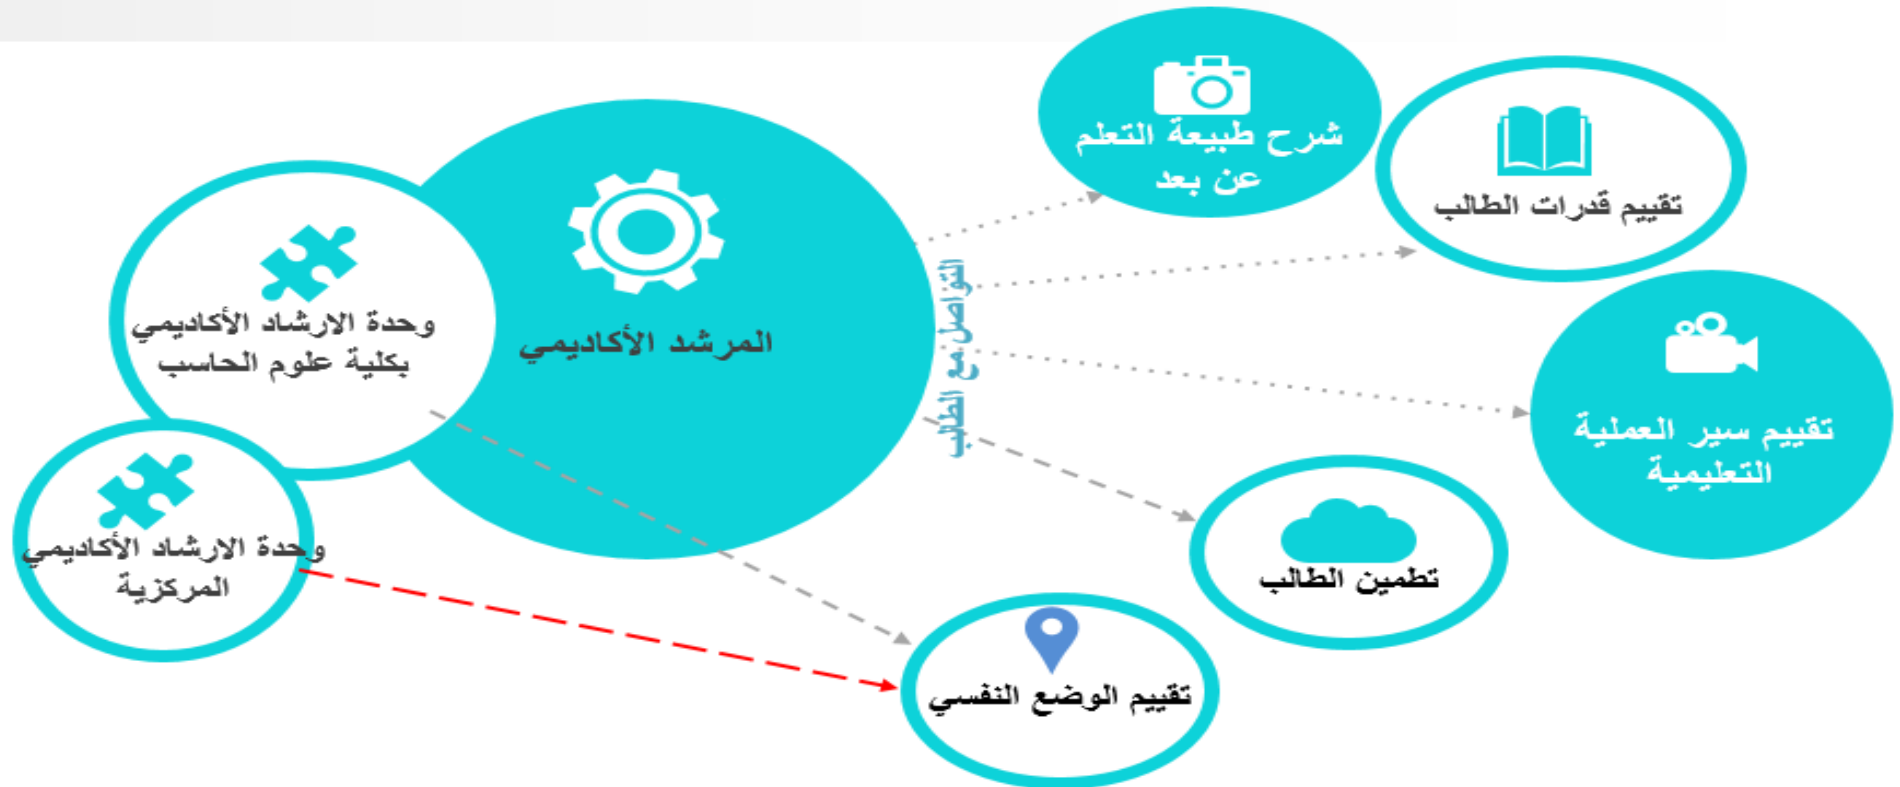 شرح طبيعة التعلم
عن بعد
تقييم قدرات الطالب
تقييم سير العملية
التعليمية
التواصل مع الطالب
المرشد الأكاديمي
وحدة الارشاد الأكاديمي
بكلية علوم الحاسب
وحدة الارشاد الأكاديمي
المركزية
تطمين الطالب
تقييم الوضع النفسي